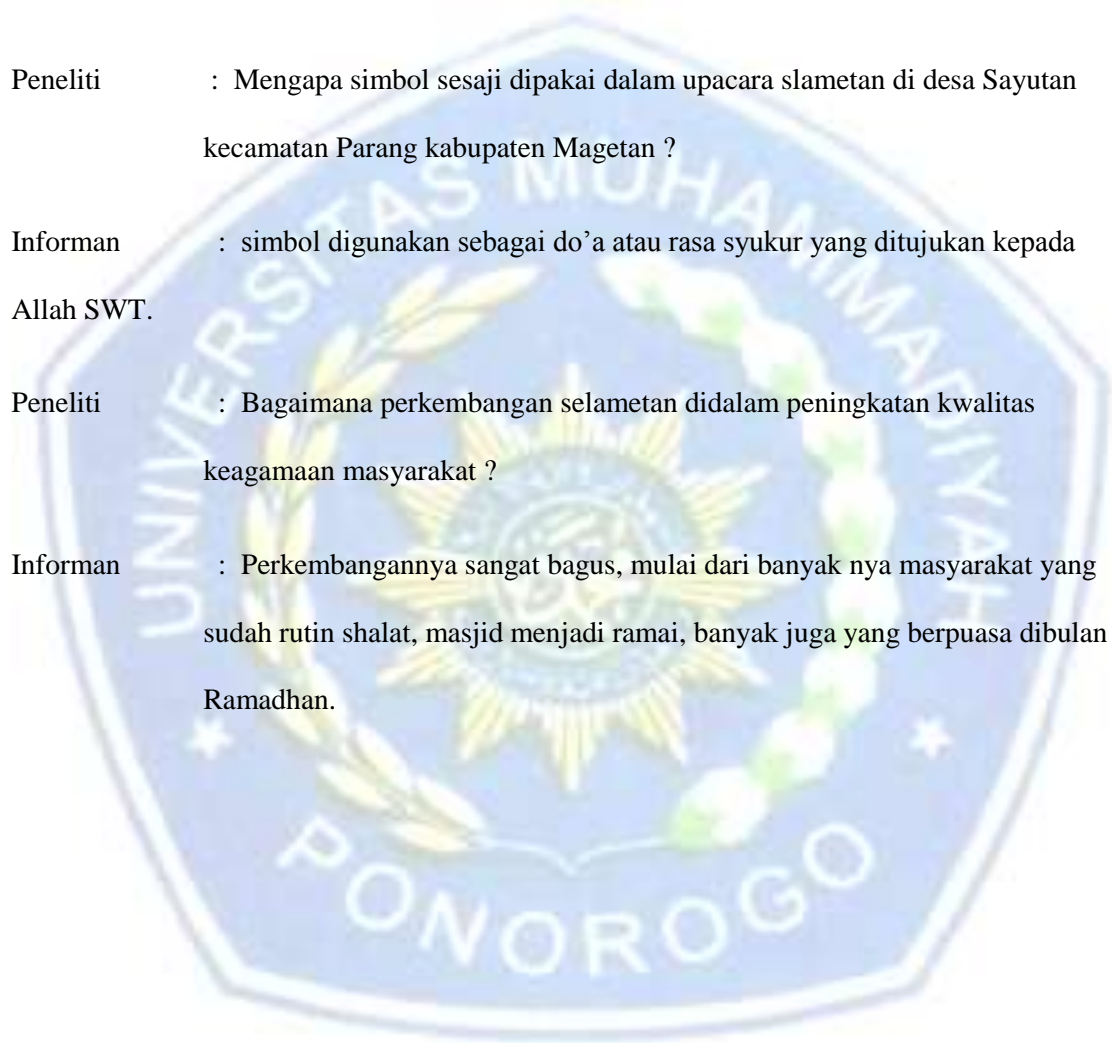 Peneliti : Mengapa simbol sesaji dipakai dalam upacara slametan di desa Sayutan
kecamatan Parang kabupaten Magetan ?
Informan : simbol digunakan sebagai do’a atau rasa syukur yang ditujukan kepada
Allah SWT.
Peneliti : Bagaimana perkembangan selametan didalam peningkatan kwalitas
keagamaan masyarakat ?
Informan : Perkembangannya sangat bagus, mulai dari banyak nya masyarakat yang
sudah rutin shalat, masjid menjadi ramai, banyak juga yang berpuasa dibulan
Ramadhan.
UNIVERSITAS MUHAMMADIYAH
PONOROGO